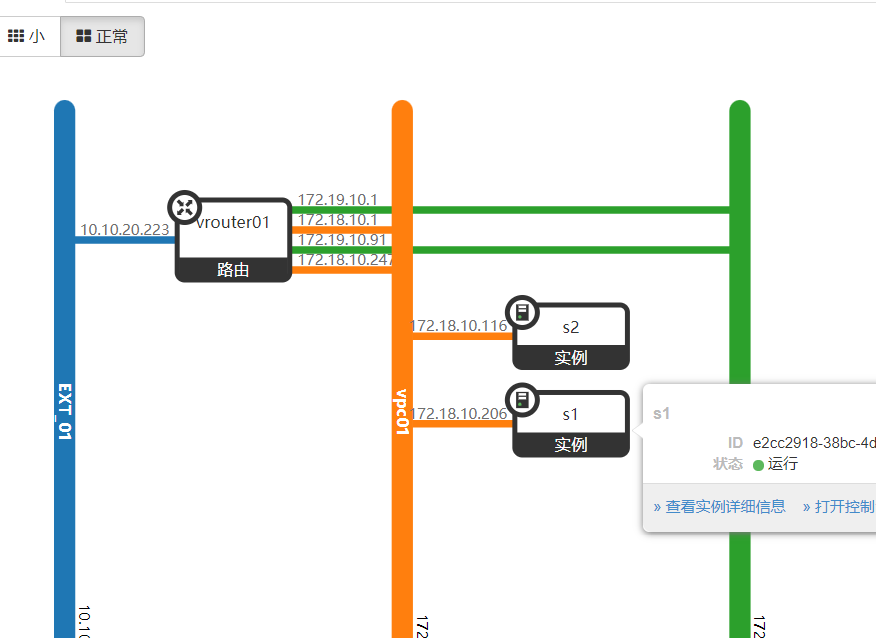 小
正常
172.19.10.1
172.18.10.1
172.19.10.91
172.18.10.247
10.10.20.223
vrouter01
路由
172.18.10.116
s2
实例
172.18.10.206
s1
实例
EXT_01
vpc01
s1
ID e2cc2918-38bc-4d
状态 运行
» 查看实例详细信息 » 打开控制
10.10
172
172